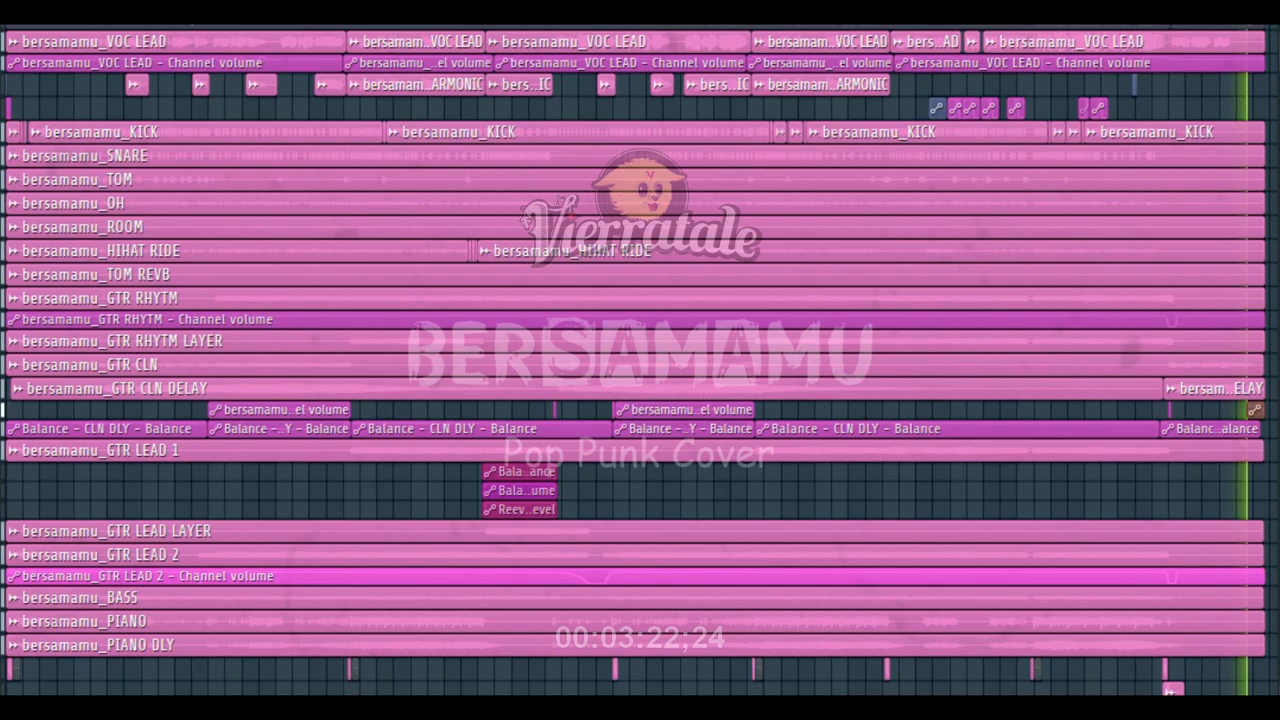 bersamamu_VOC LEAD bersamam..VOC LEAD bersamamu_VOC LEAD bersamam..VOC LEAD bers..AD bersamamu_VOC LEAD
bersamamu_VOC LEAD - Channel volume bersamamu_..el volume bersamamu_VOC LEAD - Channel volume bersamamu_..el volume bersamamu_VOC LEAD - Channel volume
bersamam..ARMONIC bers..IC bers..IC bersamam..ARMONIC
bersamamu_KICK bersamamu_KICK bersamamu_KICK bersamamu_KICK
bersamamu_SNARE
bersamamu_TOM
bersamamu_OH
bersamamu_ROOM
Vierratale
bersamamu_HIHAT RIDE bersamamu_HIHAT RIDE
bersamamu_TOM REVB
bersamamu_GTR RHYTM
bersamamu_GTR RHYTM - Channel volume
bersamamu_GTR RHYTM LAYER
BERSAMAMU
bersamamu_GTR CLN
bersamamu_GTR CLN DELAY bersam..ELAY
bersamamu..el volume bersamamu..el volume
Balance - CLN DLY - Balance Balance -..Y - Balance Balance - CLN DLY - Balance Balance -..Y - Balance Balance - CLN DLY - Balance Balanc..alance
bersamamu_GTR LEAD 1
Pop Punk Cover
Bala..ance
Bala..ume
Reev..evel
bersamamu_GTR LEAD LAYER
bersamamu_GTR LEAD 2
bersamamu_GTR LEAD 2 - Channel volume
bersamamu_BASS
bersamamu_PIANO
00:03:22;24
bersamamu_PIANO DLY